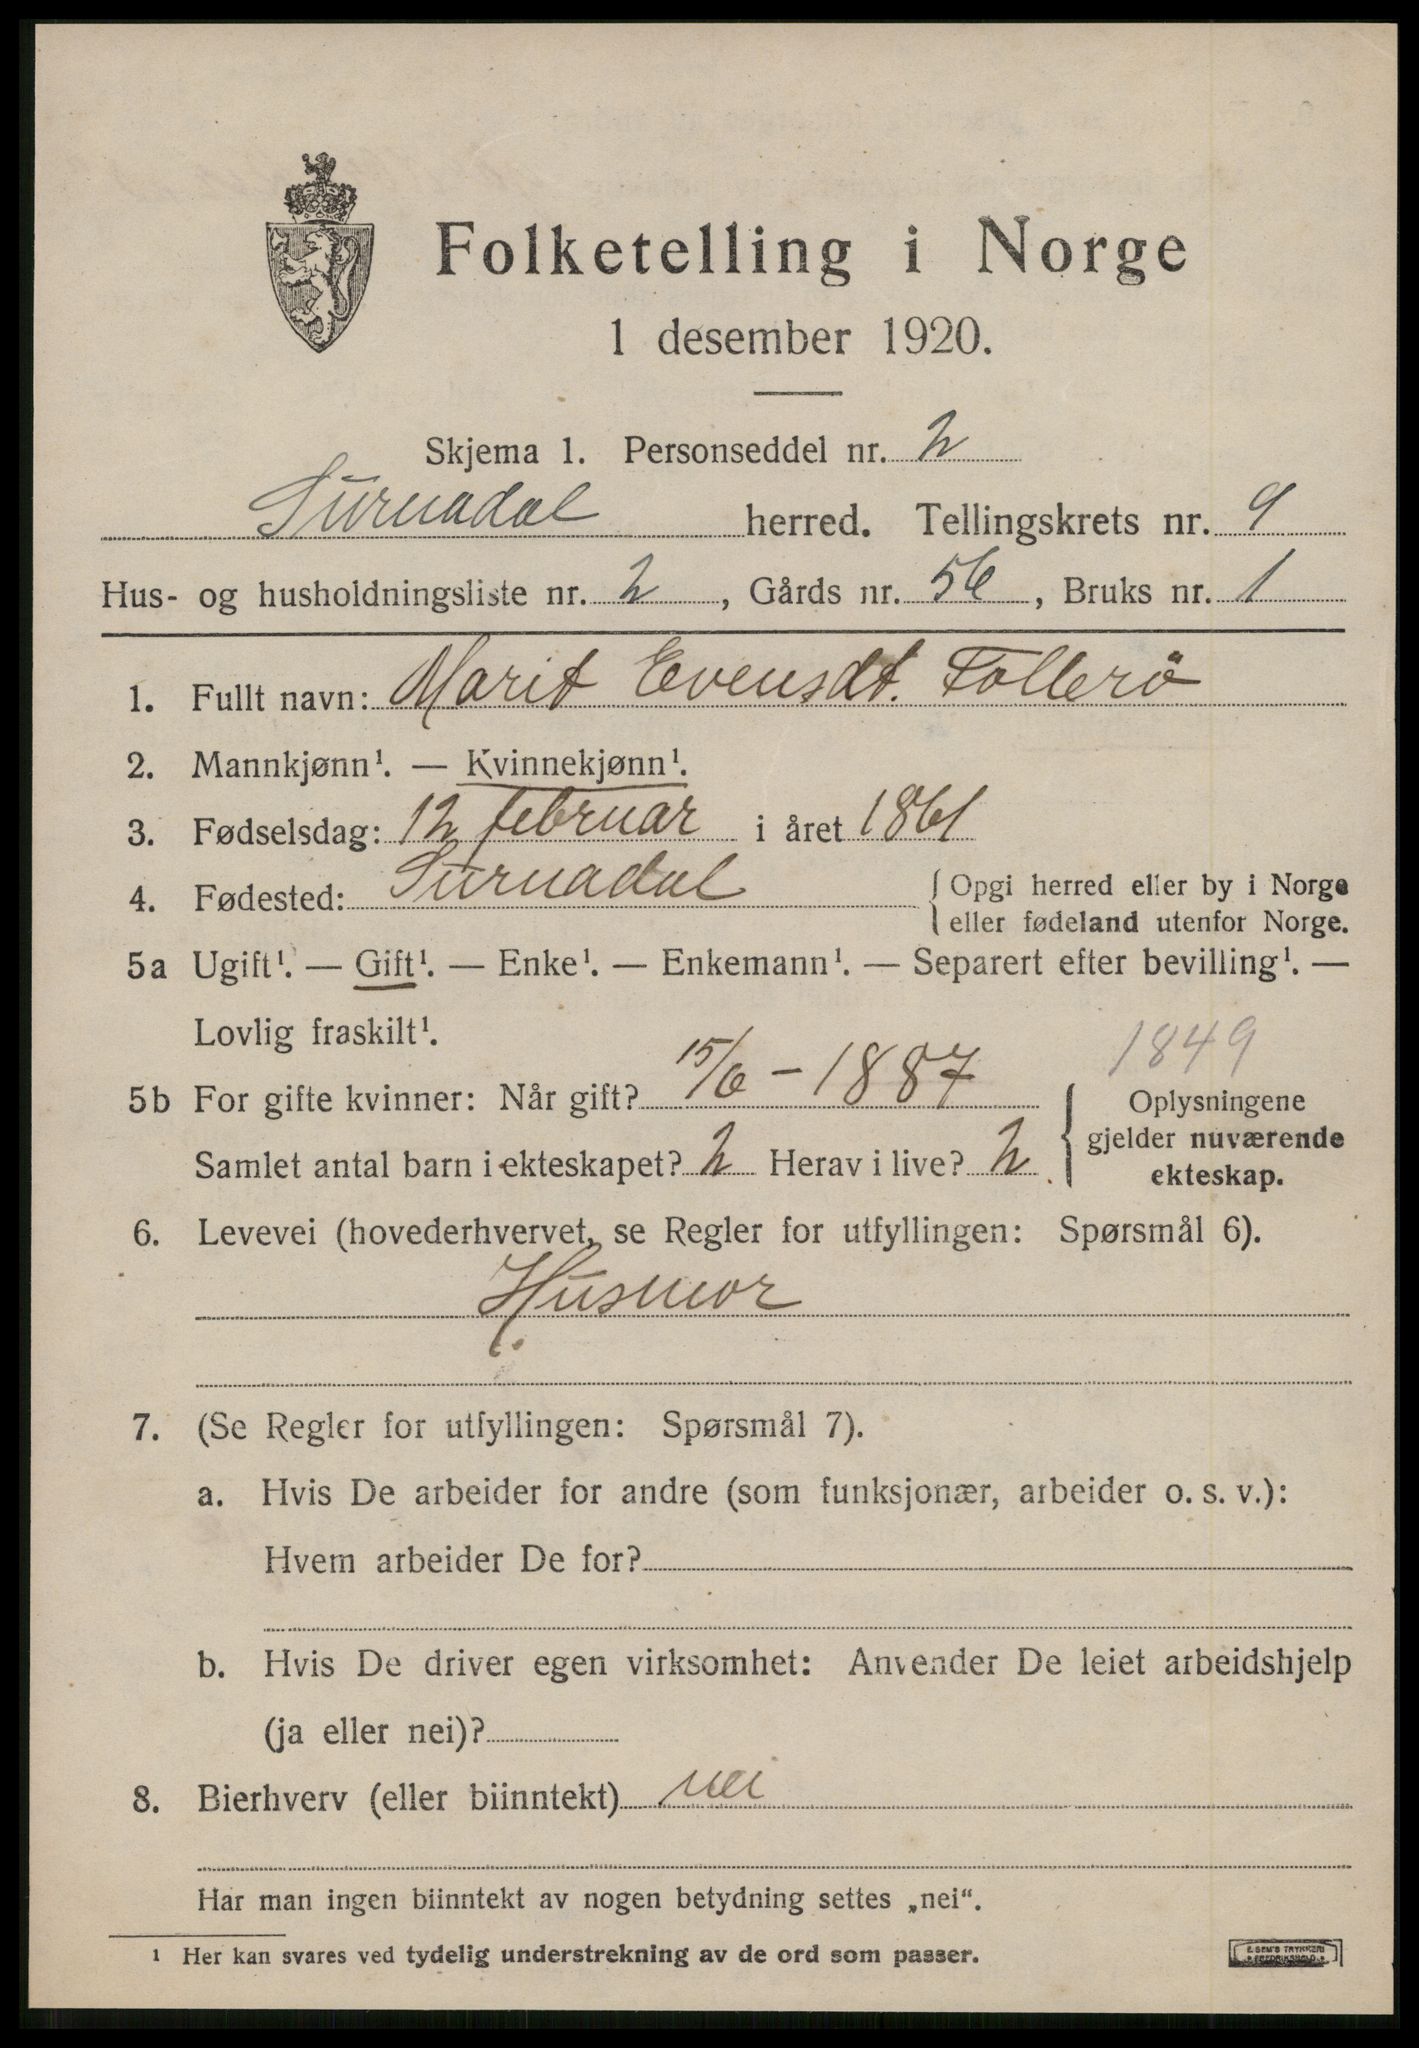 Folketelling i Norge
1 desember 1920.
Skjema 1. Personseddel nr. 2
Surnadal herred. Tellingskrets nr. 9
Hus- og husholdningsliste nr. 2, Gårds nr. 56, Bruks nr. 1
1. Fullt navn: Marit Evensdt. Tollerö
2. Mannkjønn¹. — Kvinnekjønn¹.
3. Fødselsdag: 12 februar i året 1861
4. Fødested: Surnadal { Opgi herred eller by i Norge
eller fødeland utenfor Norge.
5a Ugift¹. — Gift¹. — Enke¹. — Enkemann¹. — Separert efter bevilling¹. —
Lovlig fraskilt¹.
1849
5b For gifte kvinner: Når gift? 15/6 - 1887
Samlet antal barn i ekteskapet? 2 Herav i live? 2.
{ Oplysningene
gjelder nuværende
ekteskap.
6. Levevei (hovederhvervet, se Regler for utfyllingen: Spørsmål 6).
Husmor
7. (Se Regler for utfyllingen: Spørsmål 7).
a. Hvis De arbeider for andre (som funksjonær, arbeider o. s. v.):
Hvem arbeider De for?
b. Hvis De driver egen virksomhet: Anvender De leiet arbeidshjelp
(ja eller nei)?
8. Bierhverv (eller biinntekt) nei
Har man ingen biinntekt av nogen betydning settes „nei“.
¹ Her kan svares ved tydelig understrekning av de ord som passer.
E. SEM'S TRYKKERI
FREDRIKSHALD